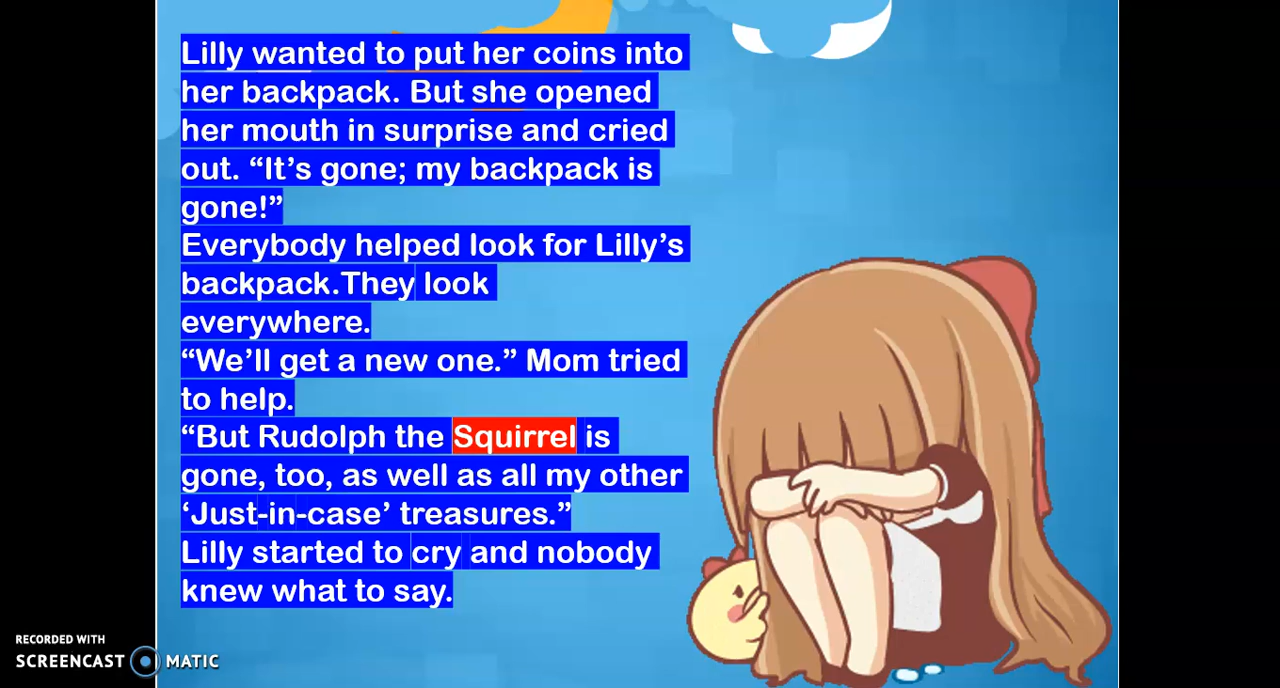 Lilly wanted to put her coins into
her backpack. But she opened
her mouth in surprise and cried
out. “It’s gone; my backpack is
gone!”
Everybody helped look for Lilly’s
backpack.They look
everywhere.
“We’ll get a new one.” Mom tried
to help.
“But Rudolph the Squirrel is
gone, too, as well as all my other
‘Just-in-case’ treasures.”
Lilly started to cry and nobody
knew what to say.
RECORDED WITH
SCREENCAST MATIC